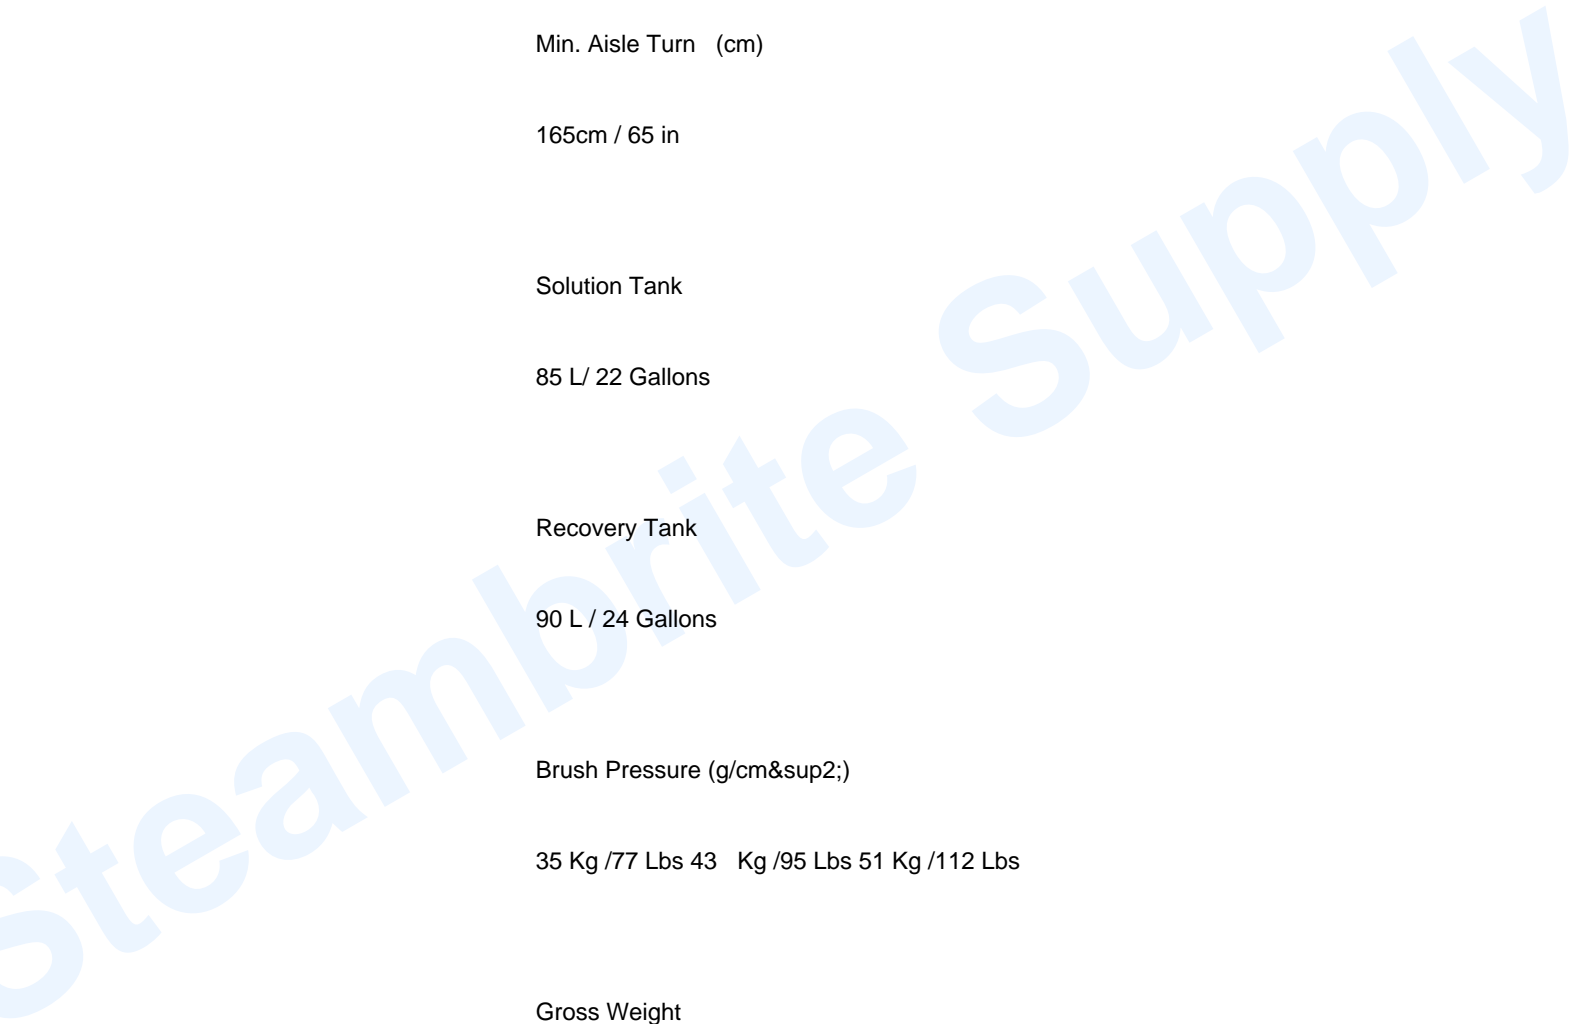 Min. Aisle Turn (cm)
165cm / 65 in
Solution Tank
85 L/ 22 Gallons
Recovery Tank
90 L / 24 Gallons
Brush Pressure (g/cm&sup2;)
35 Kg /77 Lbs 43 Kg /95 Lbs 51 Kg /112 Lbs
Gross Weight
Steambrite Supply